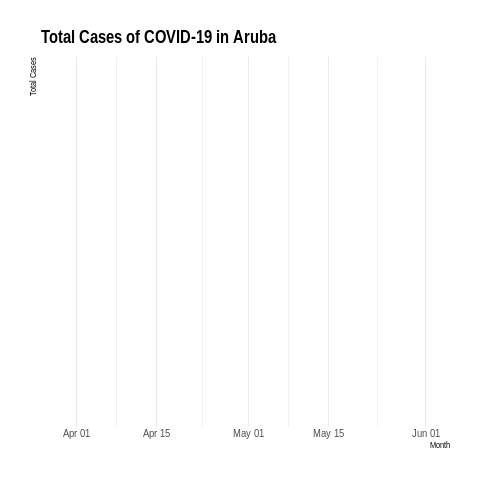 Total Cases of COVID-19 in Aruba
Total Cases
Apr 01 Apr 15 May 01 May 15 Jun 01
Month